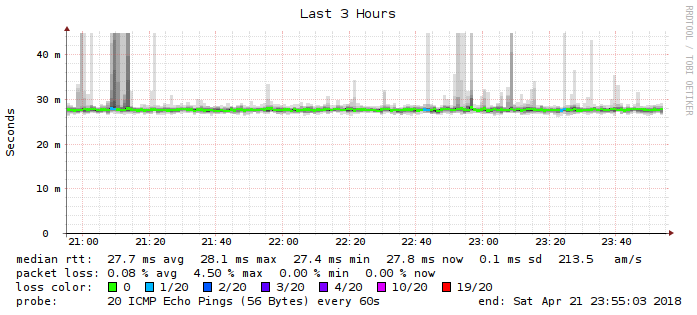 Last 3 Hours
RRDTOOL / TOBI OETIKER
Seconds
40 m
30 m
20 m
10 m
0
21:00 21:20 21:40 22:00 22:20 22:40 23:00 23:20 23:40
median rtt: 27.7 ms avg 28.1 ms max 27.4 ms min 27.8 ms now 0.1 ms sd 213.5 am/s
packet loss: 0.08 % avg 4.50 % max 0.00 % min 0.00 % now
loss color: 0 1/20 2/20 3/20 4/20 10/20 19/20
probe: 20 ICMP Echo Pings (56 Bytes) every 60s end: Sat Apr 21 23:55:03 2018